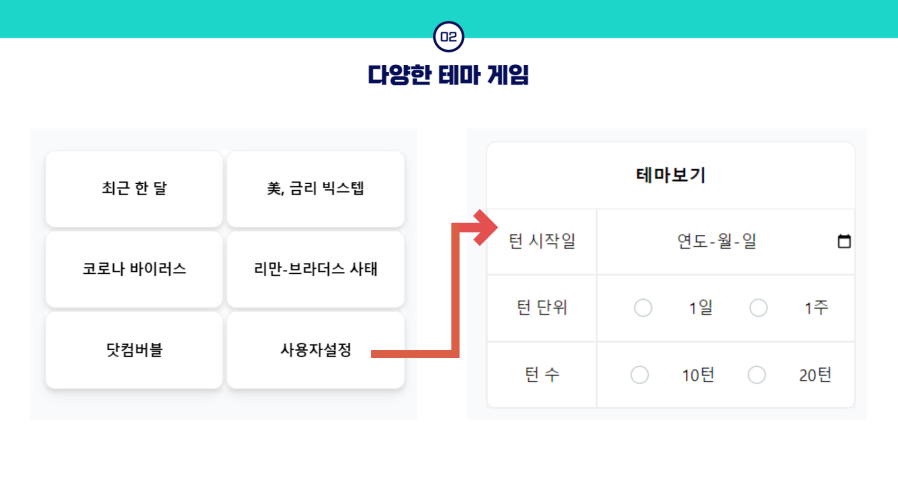 02
다양한 테마 게임
최근 한 달
美, 금리 빅스텝
코로나 바이러스
리만-브라더스 사태
닷컴버블
사용자설정
테마보기
턴 시작일 연도-월-일
턴 단위 1일 1주
턴 수 10턴 20턴